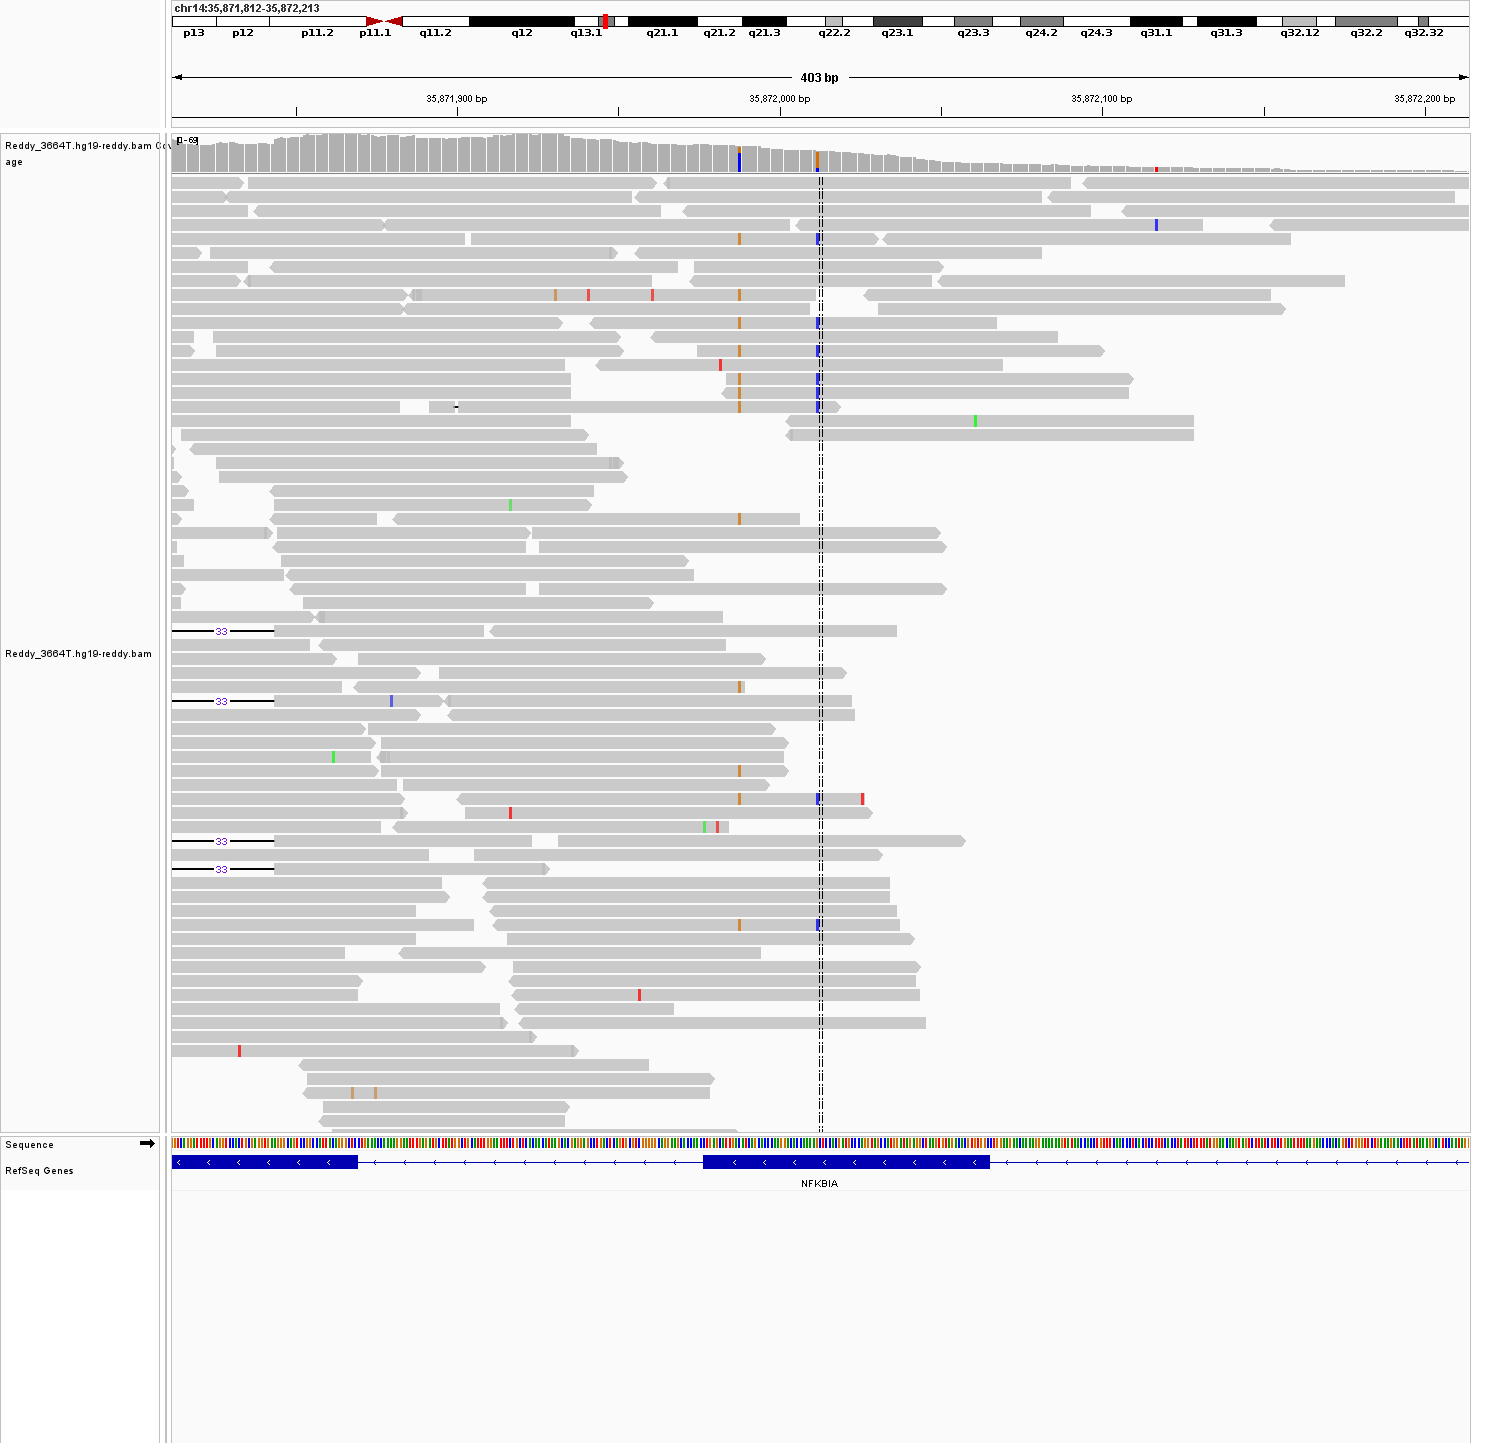 chr14:35,871,812-35,872,213
p13 p12 p11.2 p11.1 q11.2 q12 q13.1 q21.1 q21.2 q21.3 q22.2 q23.1 q23.3 q24.2 q24.3 q31.1 q31.3 q32.12 q32.2 q32.32
403 bp
35,871,900 bp 35,872,000 bp 35,872,100 bp 35,872,200 bp
Reddy_3664T.hg19-reddy.bam Cov
age
33
Reddy_3664T.hg19-reddy.bam
33
33
33
Sequence
RefSeq Genes
NFKBIA